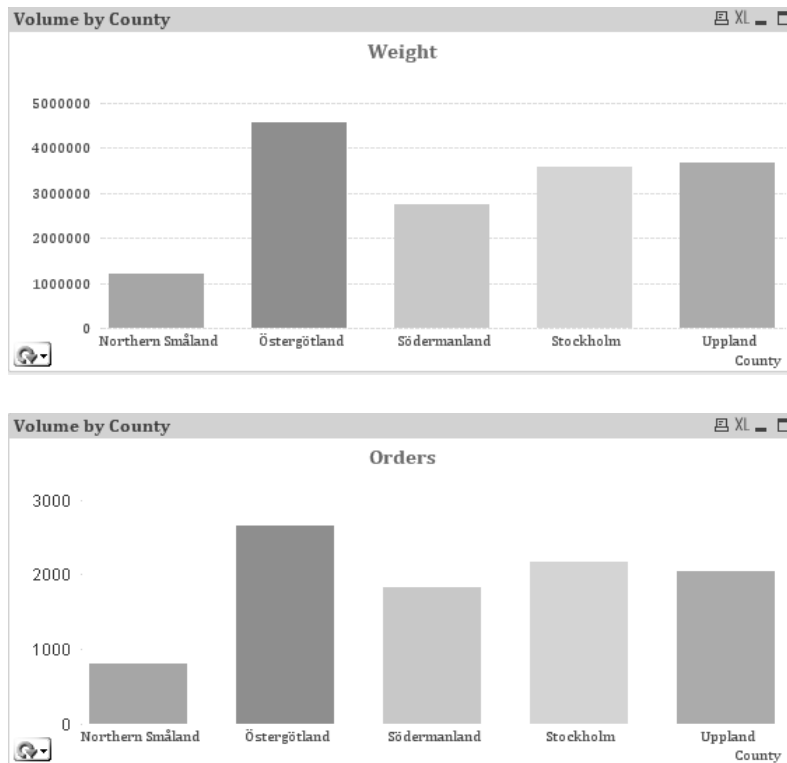 Volume by County XL
Weight
5000000
4000000
3000000
2000000
1000000
0
Northern Småland Östergötland Södermanland Stockholm Uppland
County
Volume by County XL
Orders
3000
2000
1000
0
Northern Småland Östergötland Södermanland Stockholm Uppland
County